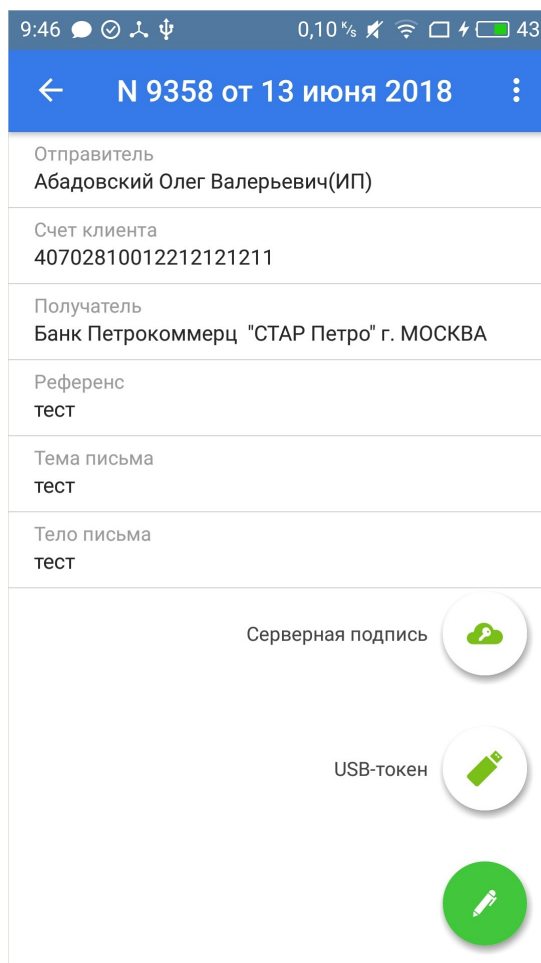 9:46 0,10 К/s 43
N 9358 от 13 июня 2018
Отправитель
Абадовский Олег Валерьевич(ИП)
Счет клиента
40702810012212121211
Получатель
Банк Петрокоммерц "СТАР Петро" г. МОСКВА
Референс
тест
Тема письма
тест
Тело письма
тест
Серверная подпись
USB-токен